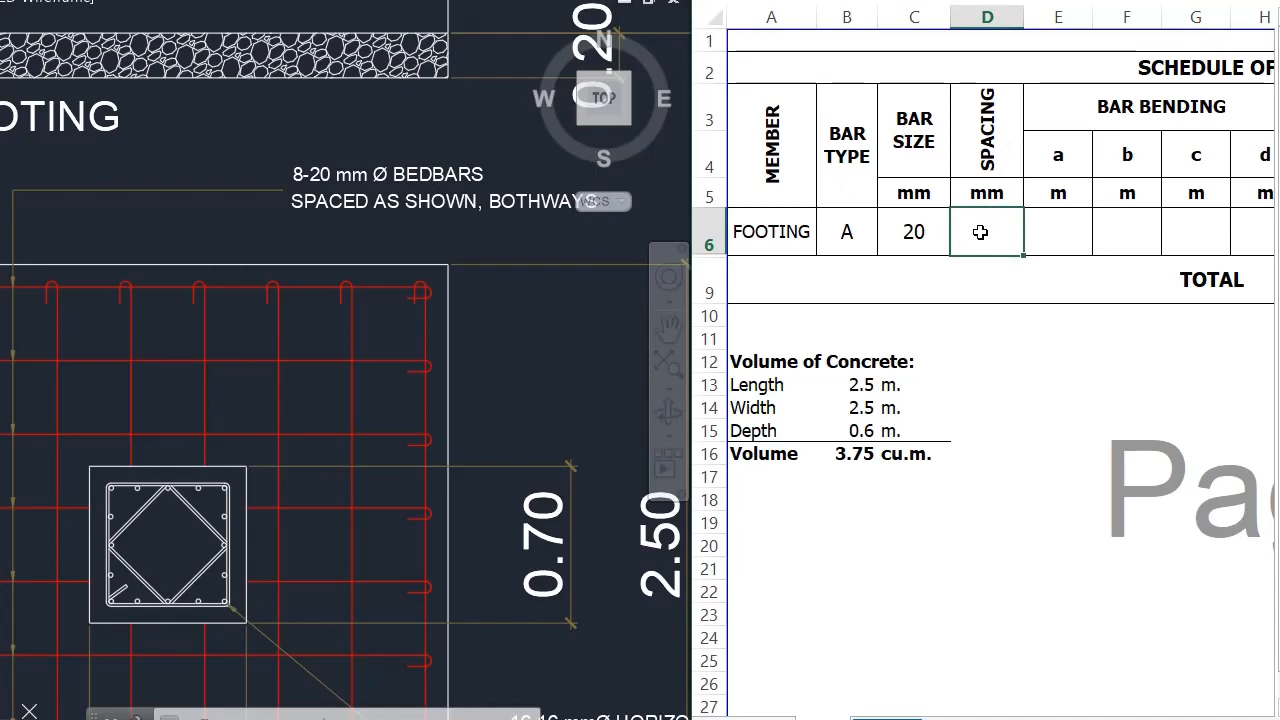 Wireframe]
OTING
0.20
N
W
TOP
E
S
WCS
8-20 mm Ø BEDBARS
SPACED AS SHOWN, BOTHWAYS
0.70
2.50
A B C D E F G H
1
2 SCHEDULE OF
3
4
5
MEMBER
BAR TYPE
BAR SIZE
SPACING
BAR BENDING
a b c d
mm mm m m m m
6 FOOTING A 20
9 TOTAL
10
11
12 Volume of Concrete:
13 Length 2.5 m.
14 Width 2.5 m.
15 Depth 0.6 m.
16 Volume 3.75 cu.m.
17
18
19
20
21
22
23
24
25
26
27
Pa